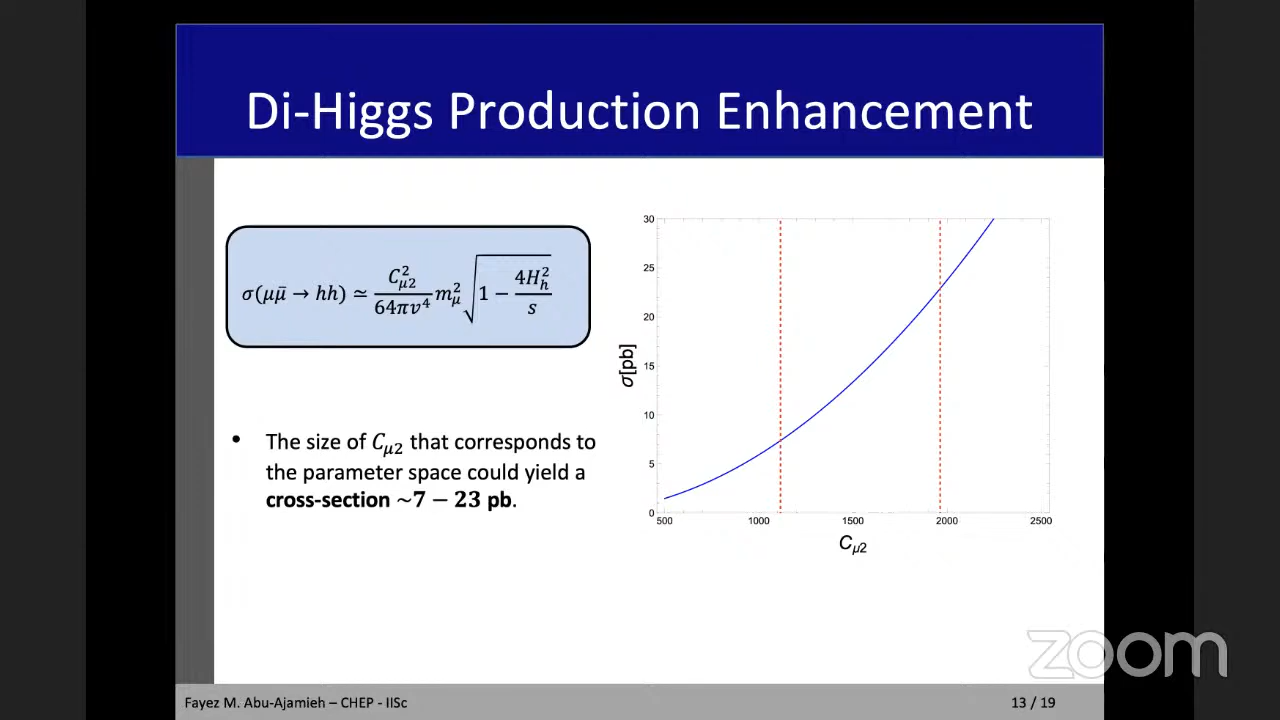 Di-Higgs Production Enhancement
σ(μμ̄ → hh) ≃ C²μ2/64πv⁴ m²μ √(1 − 4H²h/s)
• The size of Cμ2 that corresponds to
the parameter space could yield a
cross-section ~7 − 23 pb.
σ[pb]
30
25
20
15
10
5
0
500 1000 1500 2000 2500
Cμ2
zoom
Fayez M. Abu-Ajamieh – CHEP - IISc 13 / 19